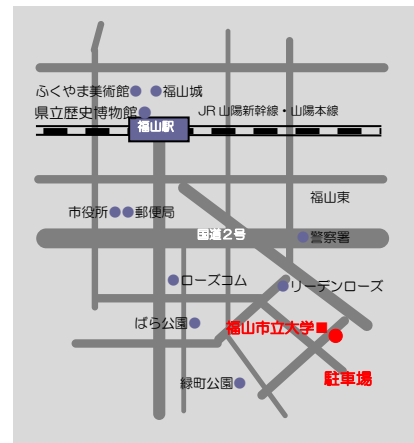 ふくやま美術館●●福山城
県立歴史博物館●
JR山陽新幹線・山陽本線
福山駅
福山東
市役所●●郵便局
国道2号
●警察署
●ローズコム
●リーデンローズ
ばら公園●
福山市立大学■
駐車場
緑町公園●